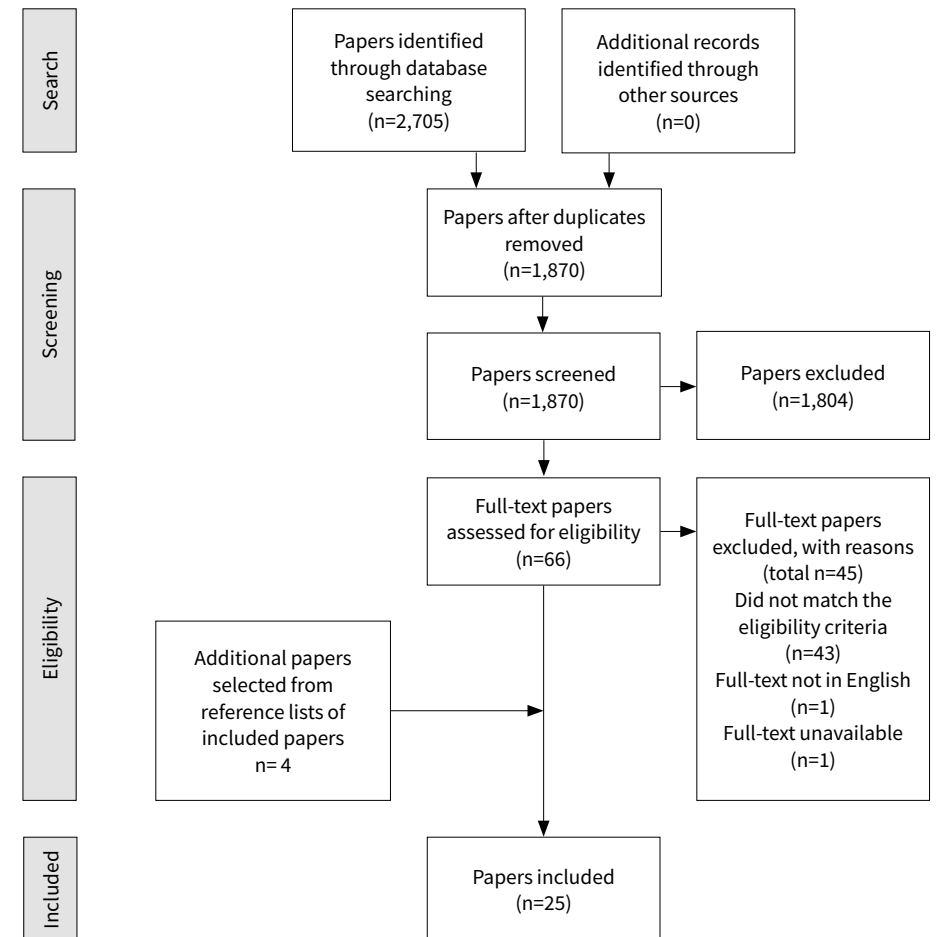 Search
Papers identified
through database
searching
(n=2,705)
Additional records
identified through
other sources
(n=0)
Screening
Papers after duplicates
removed
(n=1,870)
Papers screened
(n=1,870)
Papers excluded
(n=1,804)
Eligibility
Full-text papers
assessed for eligibility
(n=66)
Full-text papers
excluded, with reasons
(total n=45)
Did not match the
eligibility criteria
(n=43)
Full-text not in English
(n=1)
Full-text unavailable
(n=1)
Additional papers
selected from
reference lists of
included papers
n= 4
Included
Papers included
(n=25)